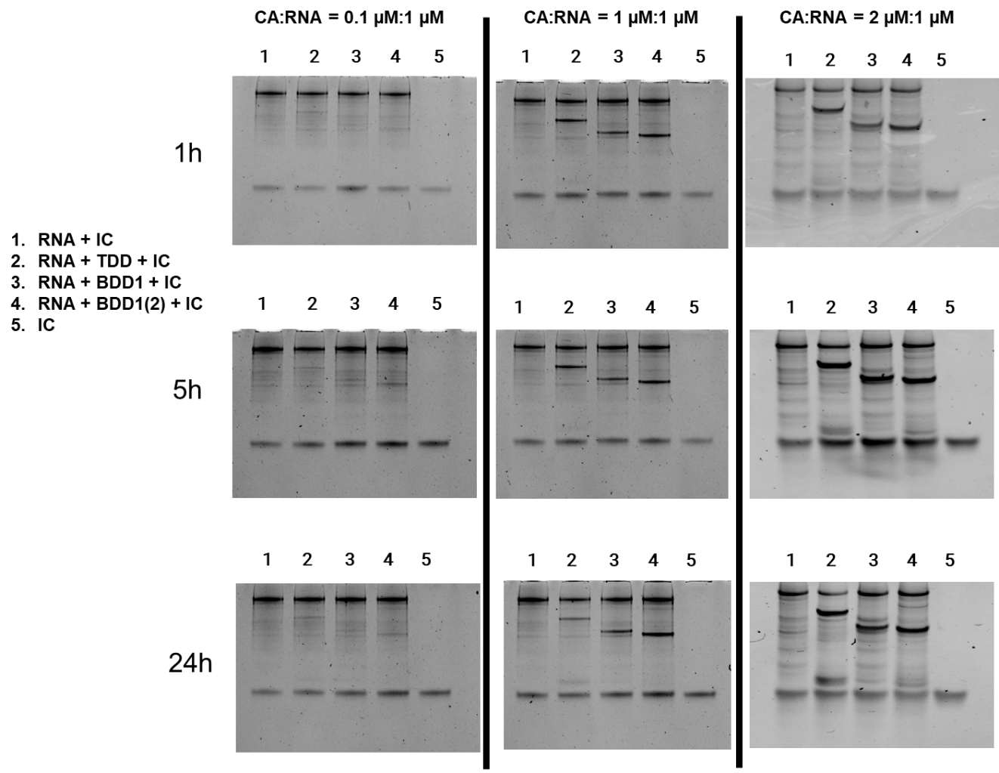 CA:RNA = 0.1 µM:1 µM
CA:RNA = 1 µM:1 µM
CA:RNA = 2 µM:1 µM
1 2 3 4 5
1 2 3 4 5
1 2 3 4 5
1h
1. RNA + IC
2. RNA + TDD + IC
3. RNA + BDD1 + IC
4. RNA + BDD1(2) + IC
5. IC
1 2 3 4 5
1 2 3 4 5
1 2 3 4 5
5h
1 2 3 4 5
1 2 3 4 5
1 2 3 4 5
24h